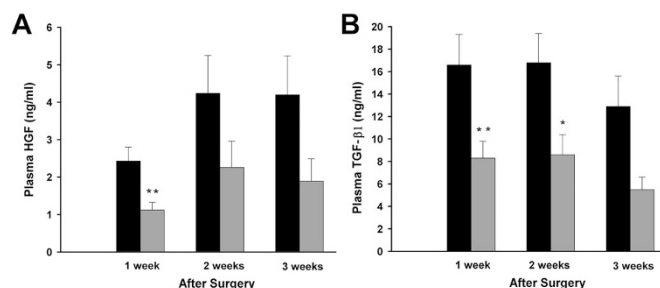 A
Plasma HGF (ng/ml)
6
5
4
3
2
1
0
**
1 week
2 weeks
3 weeks
After Surgery
B
Plasma TGF-β1 (ng/ml)
20
18
16
14
12
10
8
6
4
2
0
**
*
1 week
2 weeks
3 weeks
After Surgery